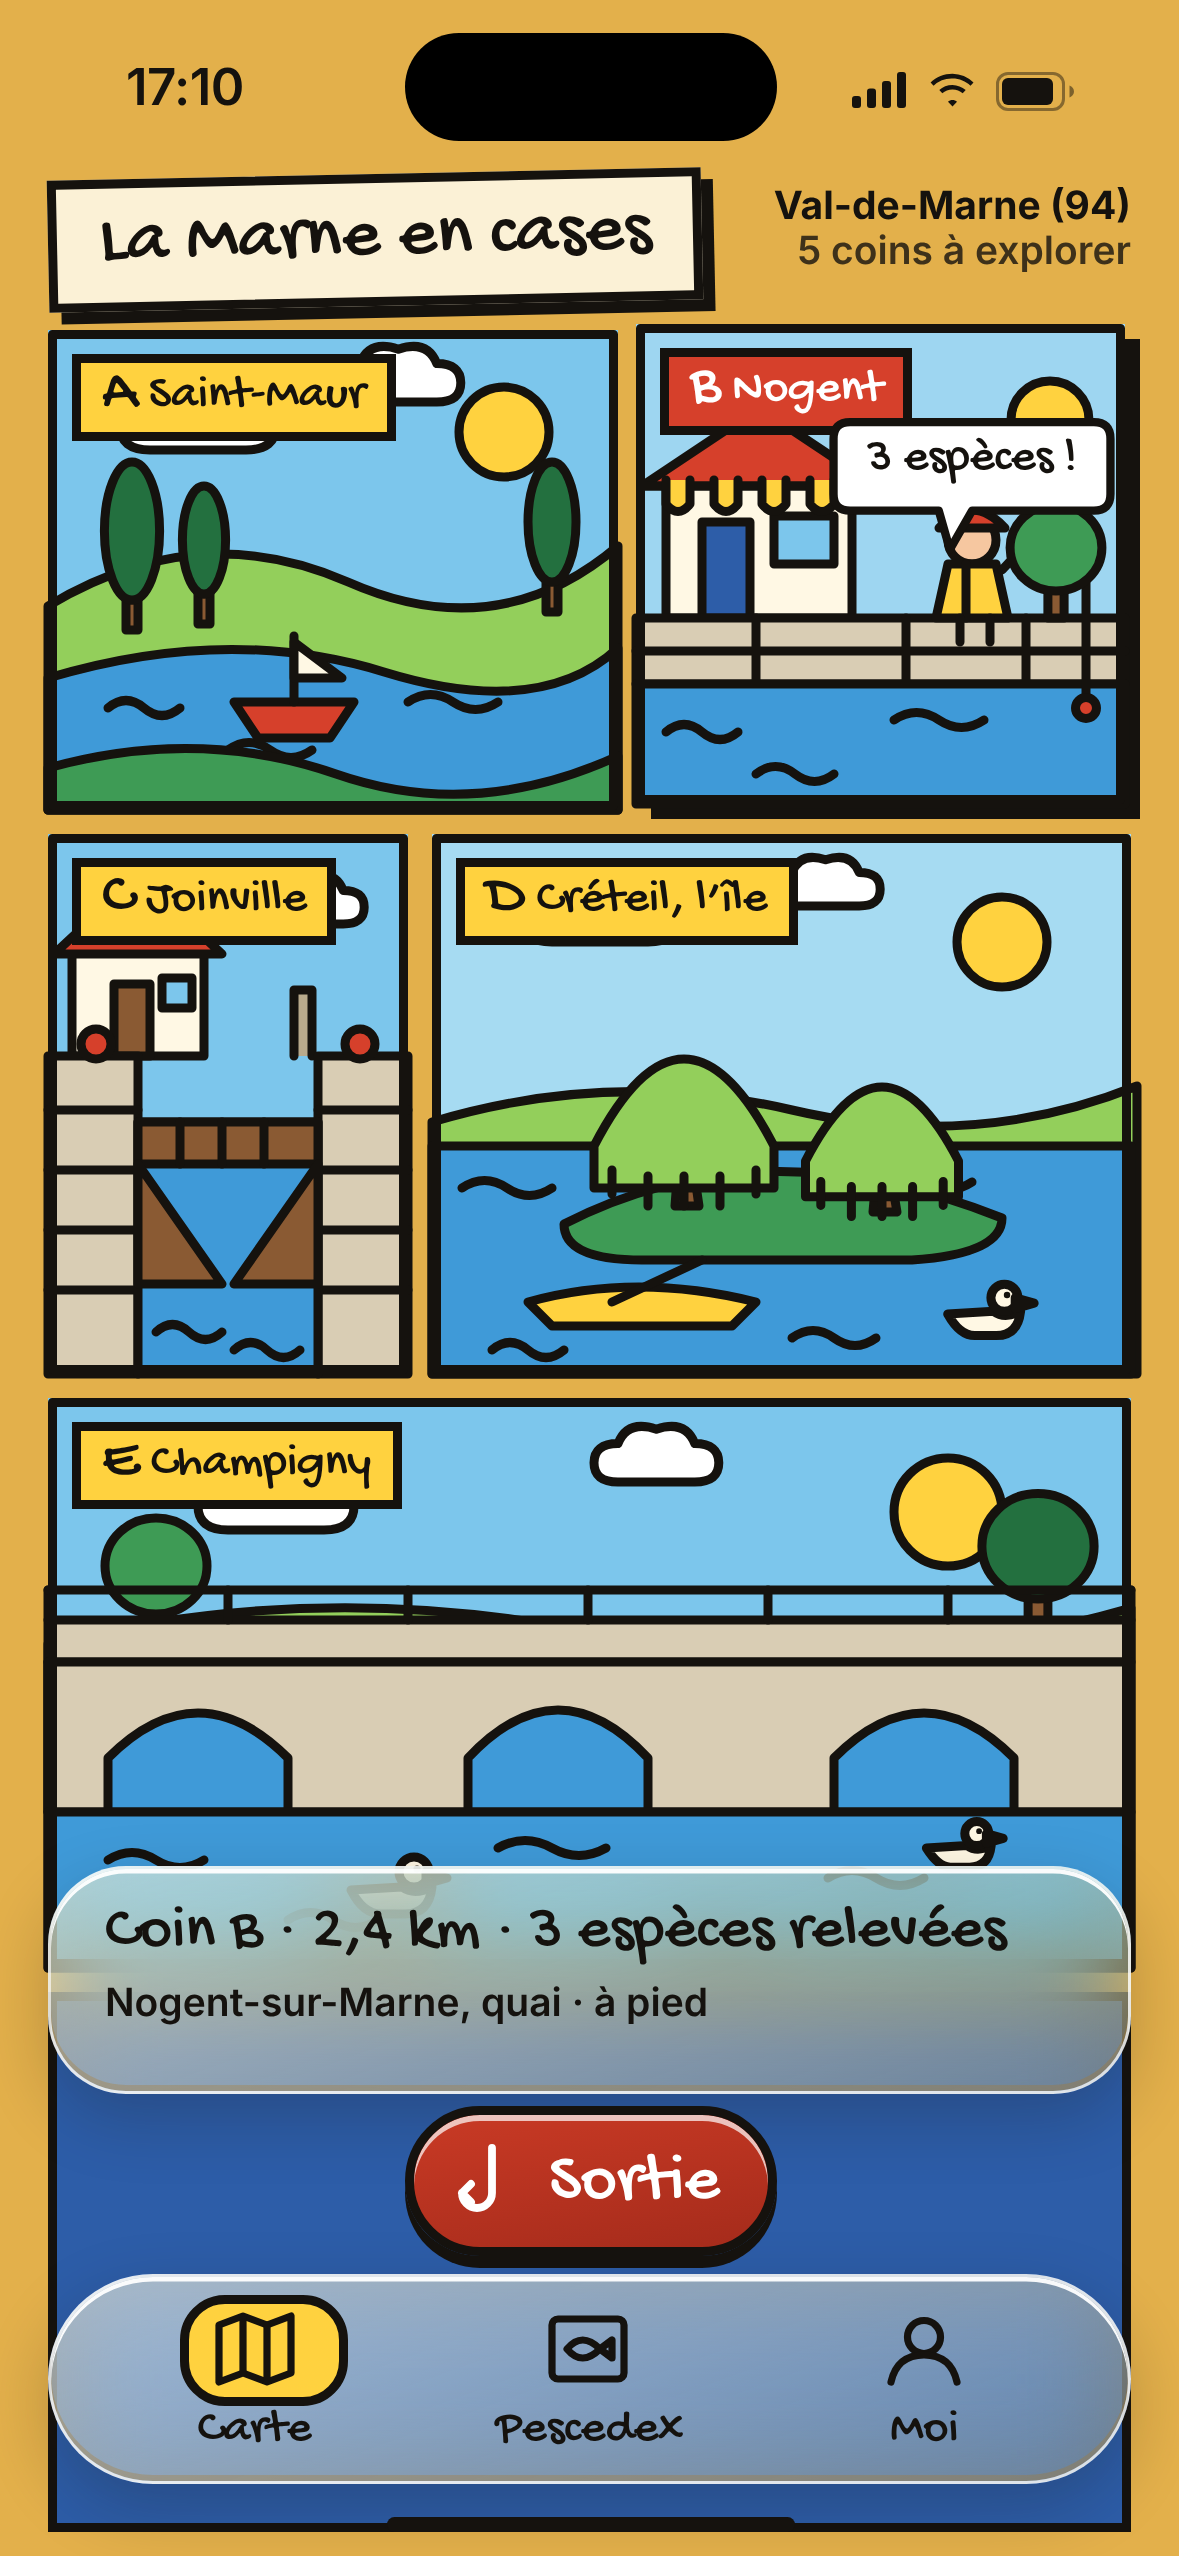 17:10
La Marne en cases
Val-de-Marne (94)
5 coins à explorer
A Saint-Maur
B Nogent
3 espèces !
C Joinville
D Créteil, l'île
E Champigny
Coin B · 2,4 km · 3 espèces relevées
Nogent-sur-Marne, quai · à pied
Sortie
Carte
Pescedex
Moi